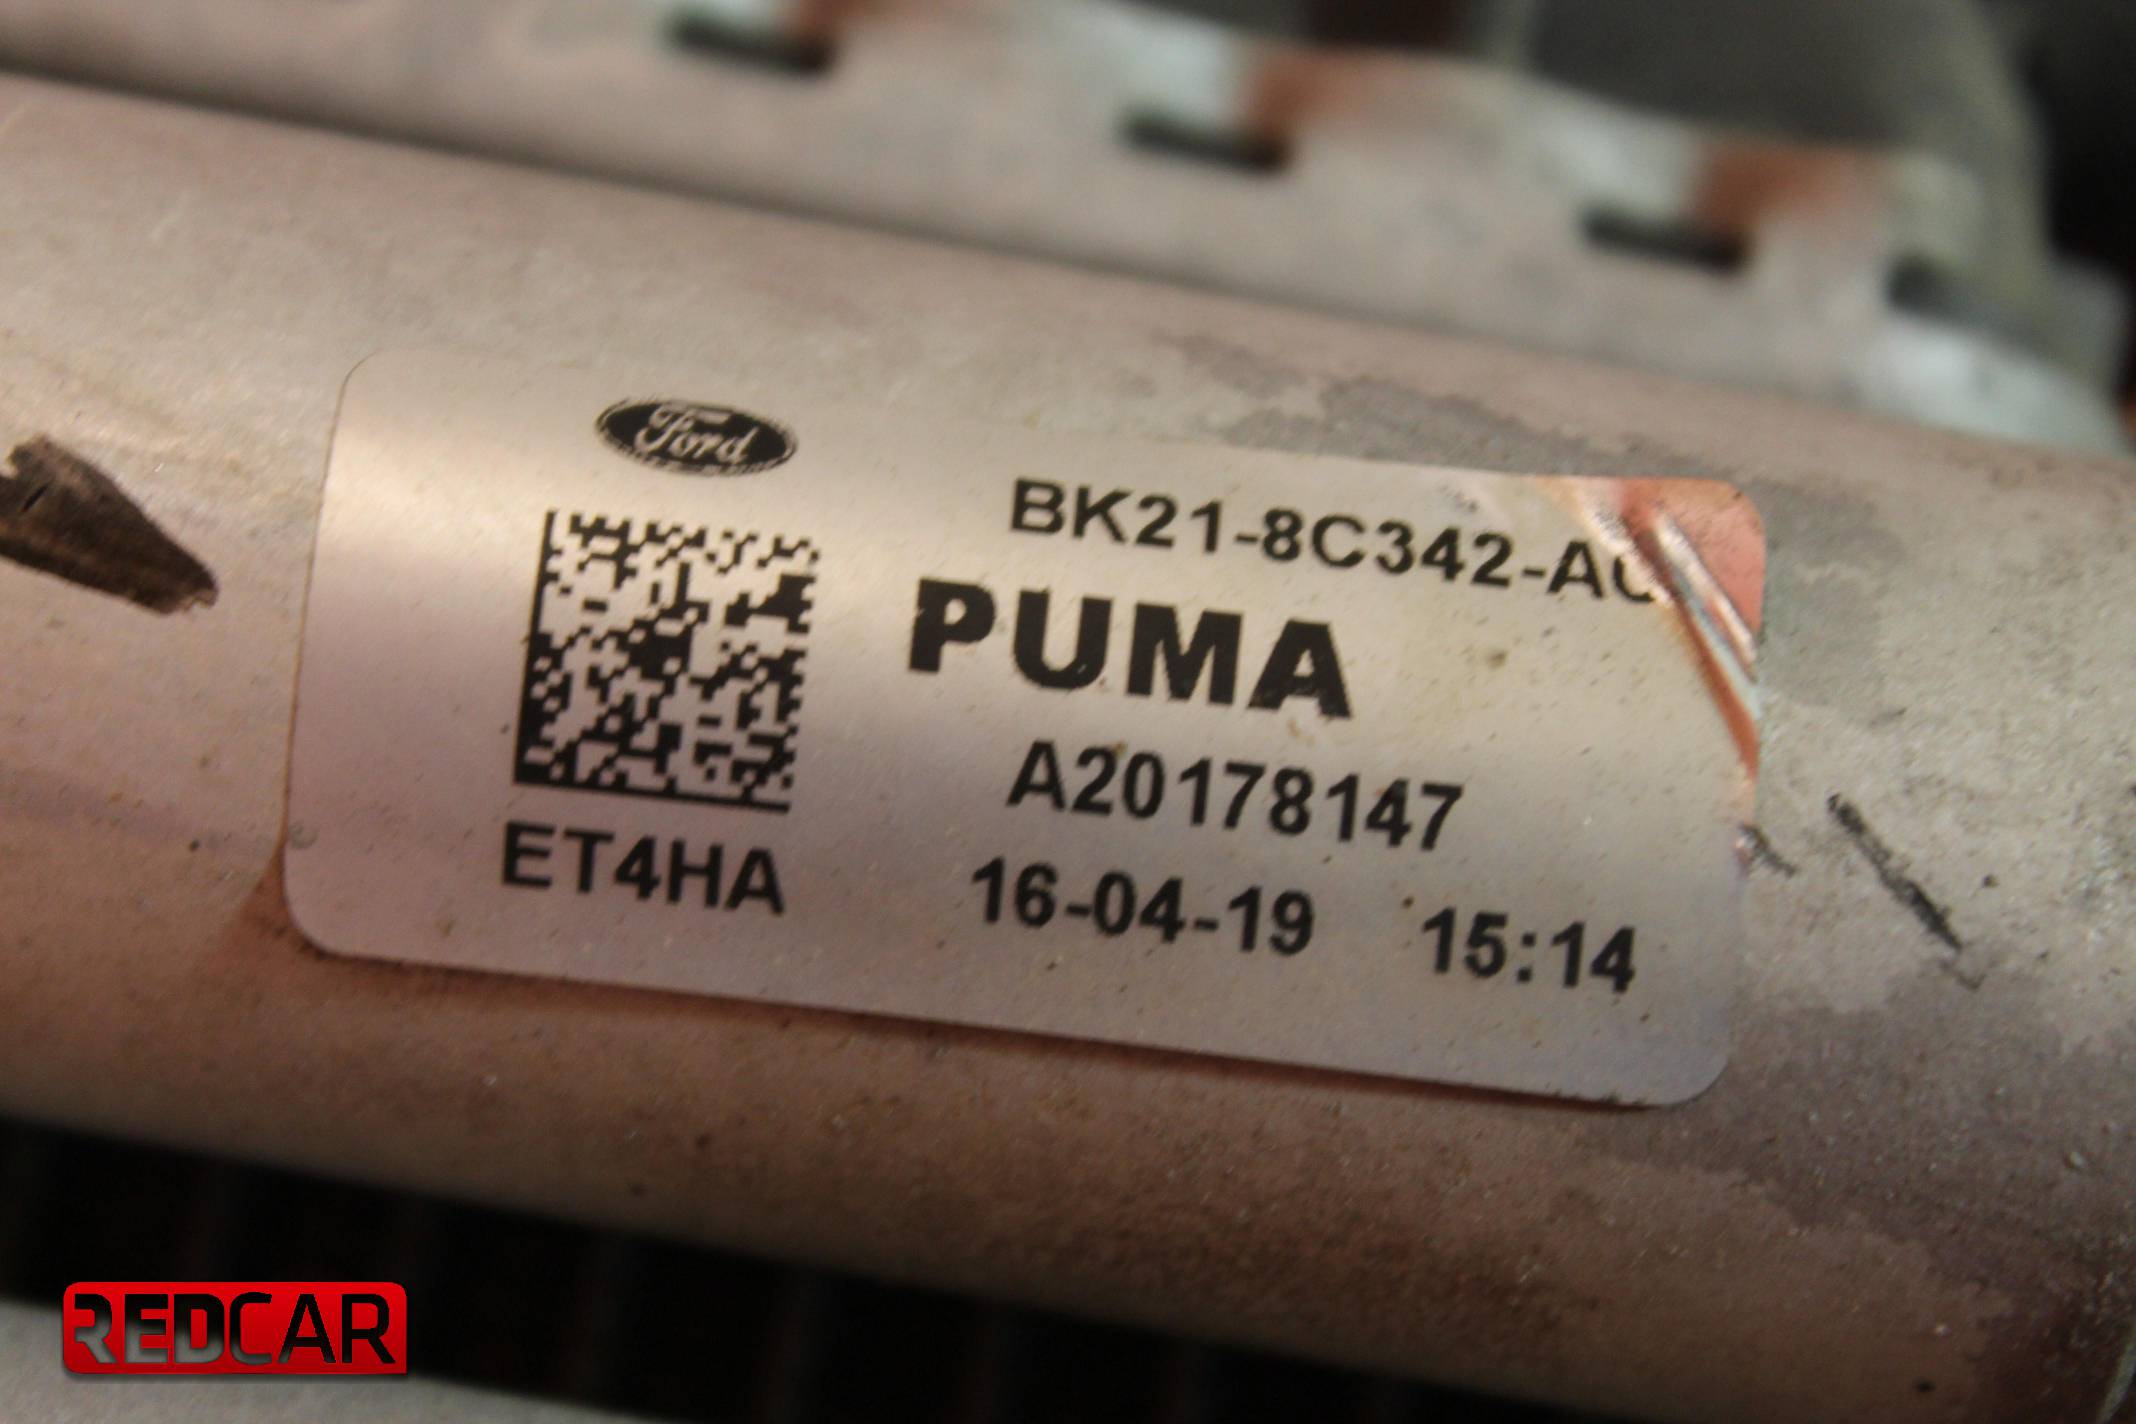 Ford
BK21-8C342-A
PUMA
A20178147
ET4HA
16-04-19 15:14
REDCAR